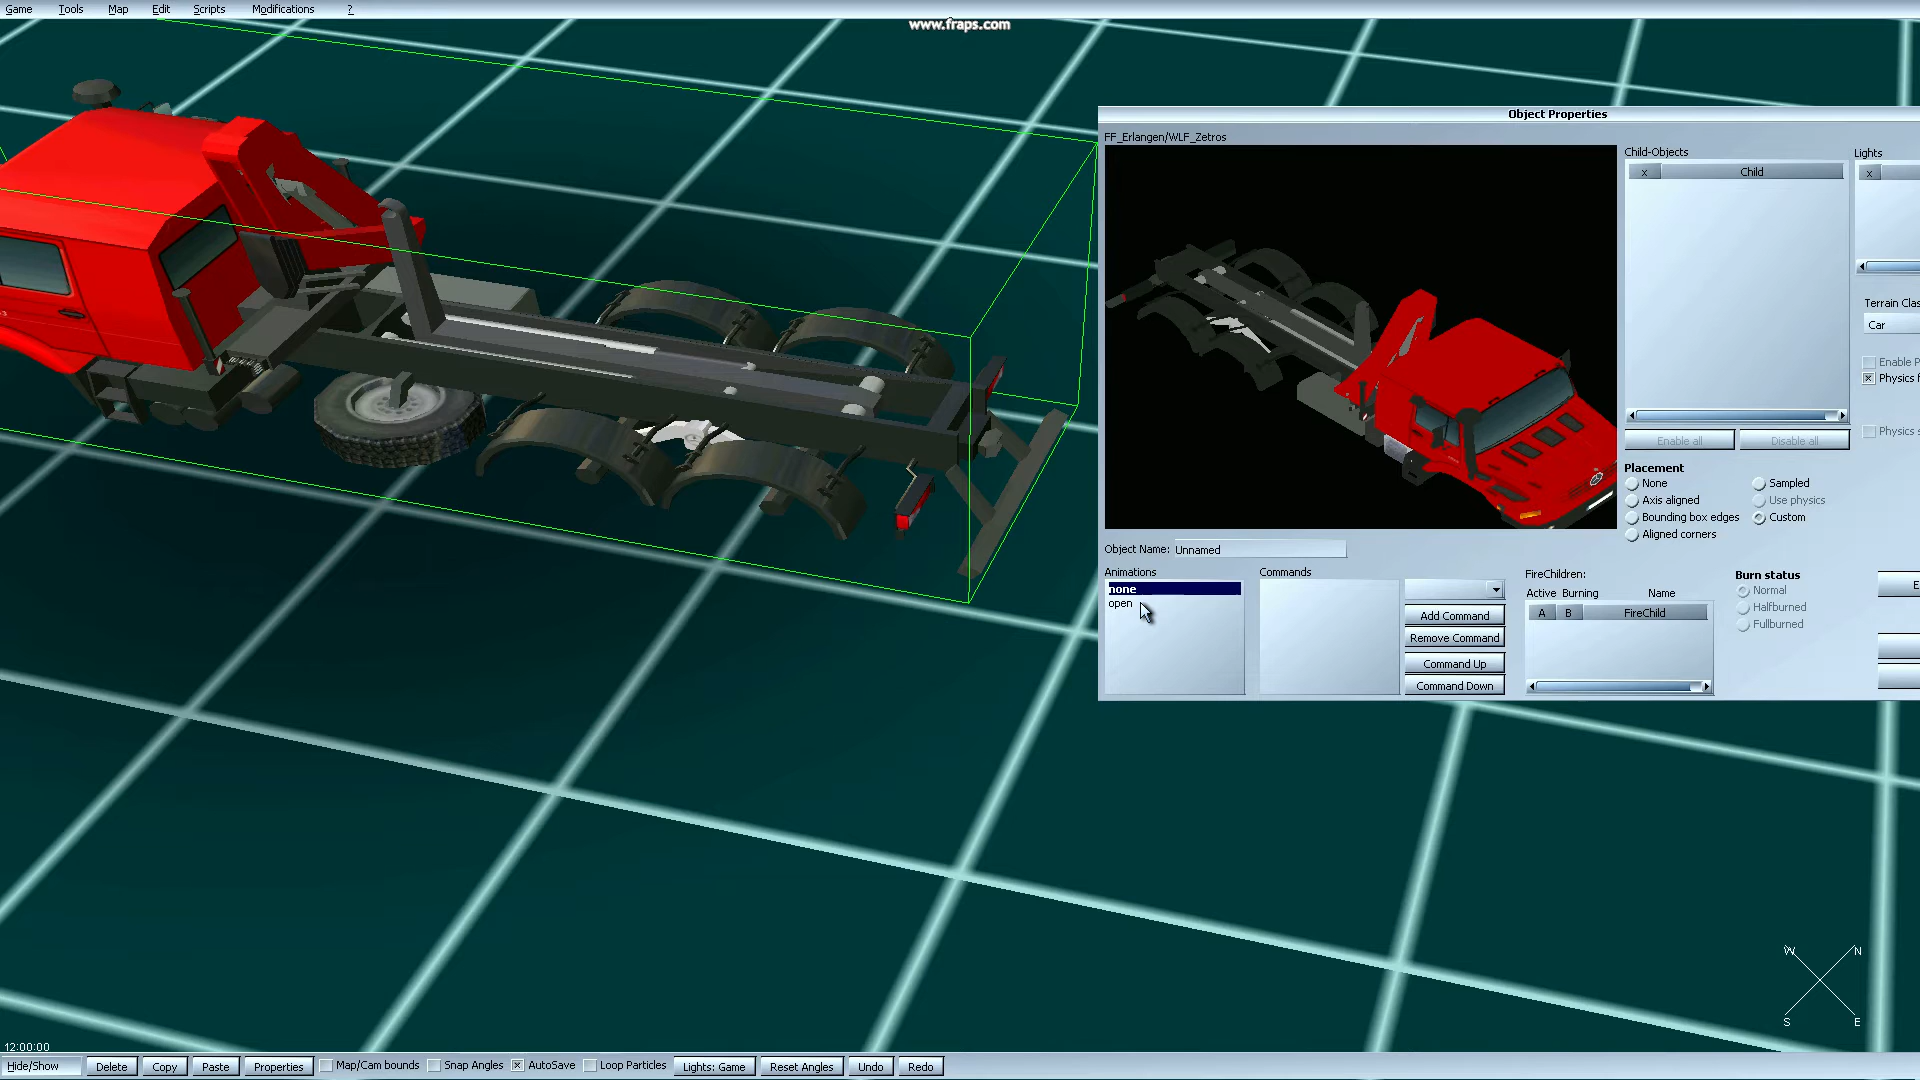 Game Tools Map Edit Scripts Modifications ?
www.fraps.com
Object Properties
FF_Erlangen/WLF_Zetros
Child-Objects
Lights
x Child
x
Terrain Clas
Car
Enable P
Physics f
Physics s
Enable all Disable all
Placement
None Sampled
Axis aligned Use physics
Bounding box edges Custom
Aligned corners
Object Name: Unnamed
Animations Commands
none
open
Add Command
Remove Command
Command Up
Command Down
FireChildren:
Active Burning Name
A B FireChild
Burn status
Normal
Halfburned
Fullburned
E
W N
S E
12:00:00
Hide/Show Delete Copy Paste Properties Map/Cam bounds Snap Angles AutoSave Loop Particles Lights: Game Reset Angles Undo Redo